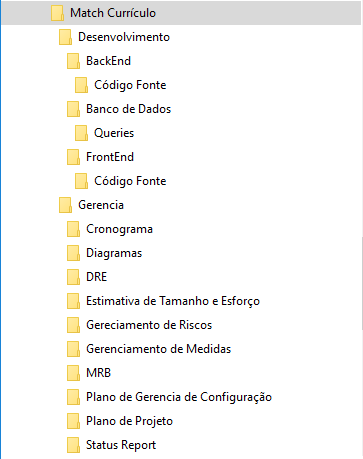 Match Currículo
Desenvolvimento
BackEnd
Código Fonte
Banco de Dados
Queries
FrontEnd
Código Fonte
Gerencia
Cronograma
Diagramas
DRE
Estimativa de Tamanho e Esforço
Gereciamento de Riscos
Gerenciamento de Medidas
MRB
Plano de Gerencia de Configuração
Plano de Projeto
Status Report